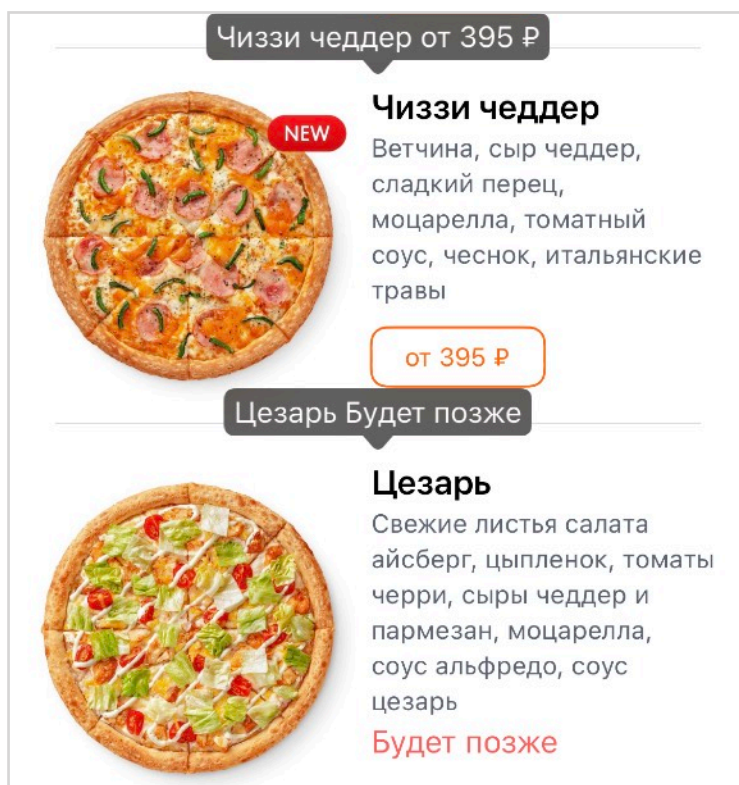 Чиззи чеддер от 395 ₽
NEW
Чиззи чеддер
Ветчина, сыр чеддер,
сладкий перец,
моцарелла, томатный
соус, чеснок, итальянские
травы
от 395 ₽
Цезарь Будет позже
Цезарь
Свежие листья салата
айсберг, цыпленок, томаты
черри, сыры чеддер и
пармезан, моцарелла,
соус альфредо, соус
цезарь
Будет позже